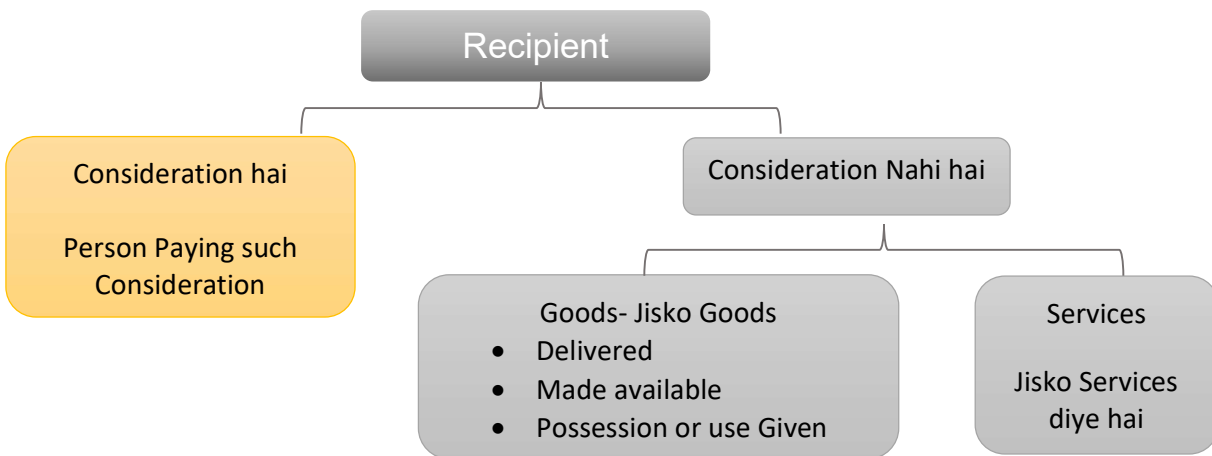 Recipient
Consideration hai
Person Paying such
Consideration
Consideration Nahi hai
Goods- Jisko Goods
• Delivered
• Made available
• Possession or use Given
Services
Jisko Services
diye hai